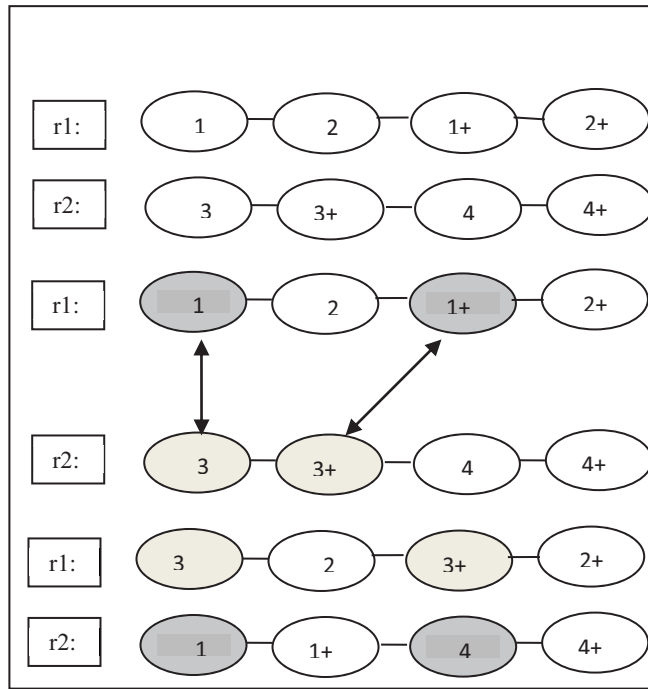 r1: 1 2 1+ 2+
r2: 3 3+ 4 4+
r1: 1 2 1+ 2+
r2: 3 3+ 4 4+
r1: 3 2 3+ 2+
r2: 1 1+ 4 4+